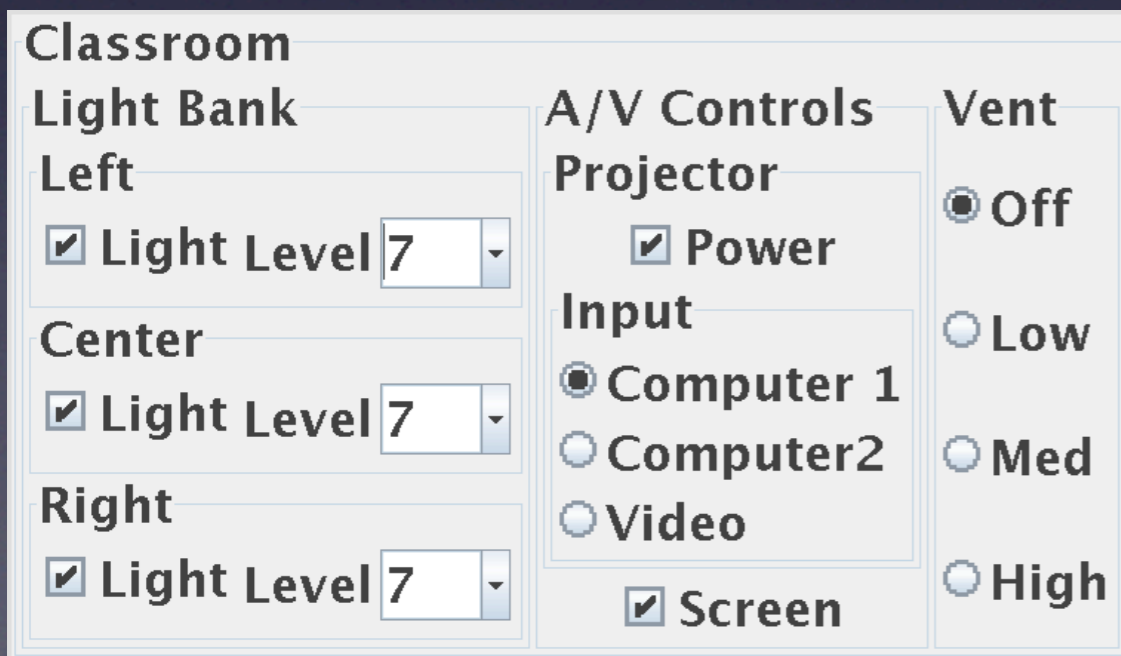 Classroom
Light Bank
Left
Light Level 7
Center
Light Level 7
Right
Light Level 7
A/V Controls
Projector
Power
Input
Computer 1
Computer2
Video
Screen
Vent
Off
Low
Med
High